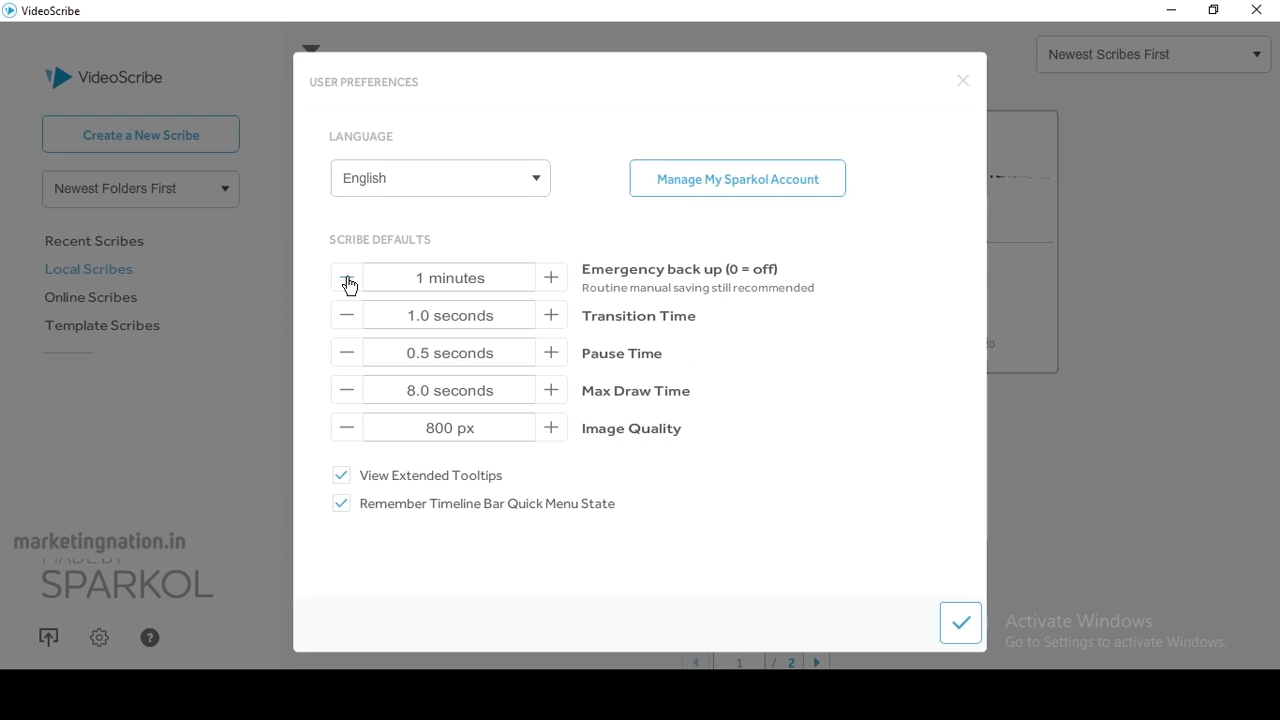 VideoScribe
Newest Scribes First
VideoScribe
USER PREFERENCES
Create a New Scribe
LANGUAGE
English
Manage My Sparkol Account
Newest Folders First
Recent Scribes
Local Scribes
Online Scribes
Template Scribes
SCRIBE DEFAULTS
1 minutes
Emergency back up (0 = off)
Routine manual saving still recommended
1.0 seconds
Transition Time
0.5 seconds
Pause Time
8.0 seconds
Max Draw Time
800 px
Image Quality
View Extended Tooltips
Remember Timeline Bar Quick Menu State
marketingnation.in
MADE BY
SPARKOL
Activate Windows
Go to Settings to activate Windows.
1 / 2